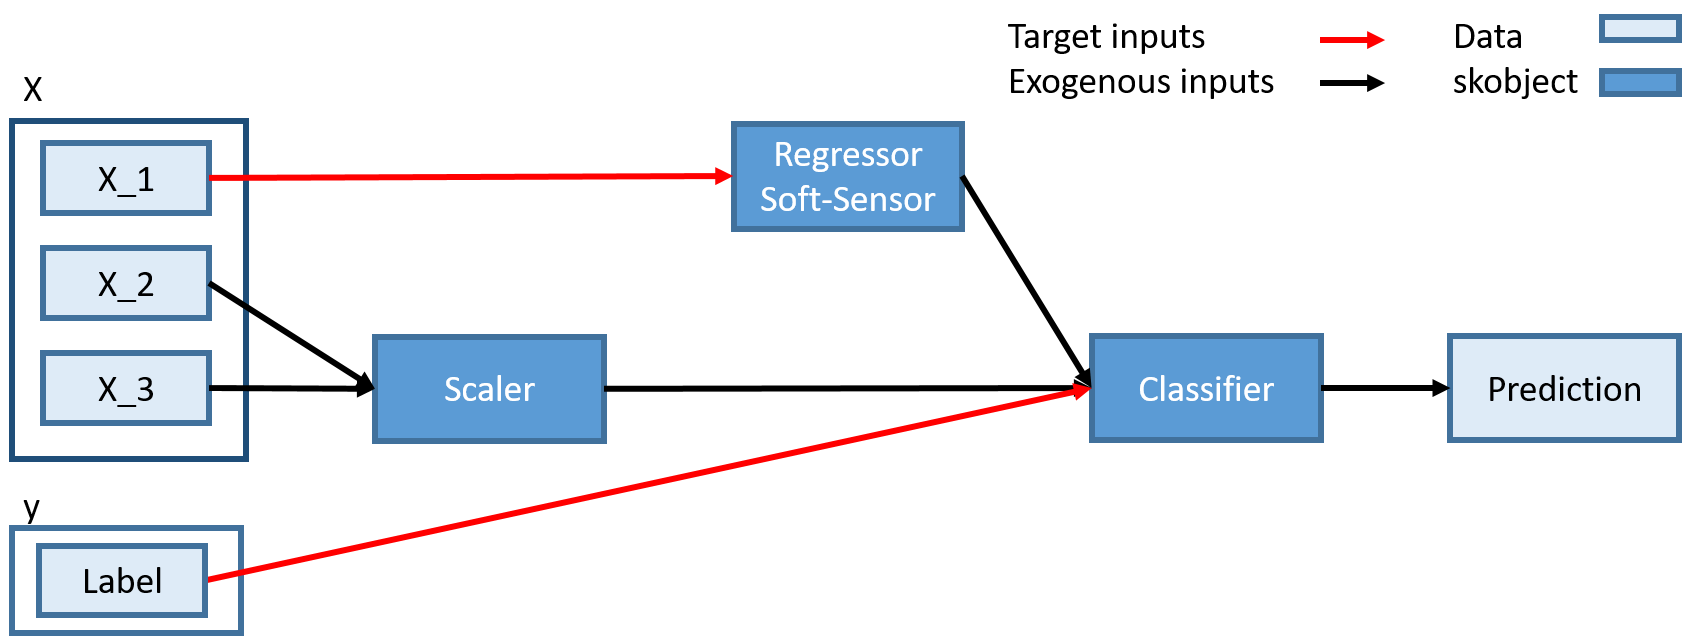 Target inputs
Data
Exogenous inputs
skobject
X
X_1
Regressor
Soft-Sensor
X_2
X_3
Scaler
Classifier
Prediction
y
Label